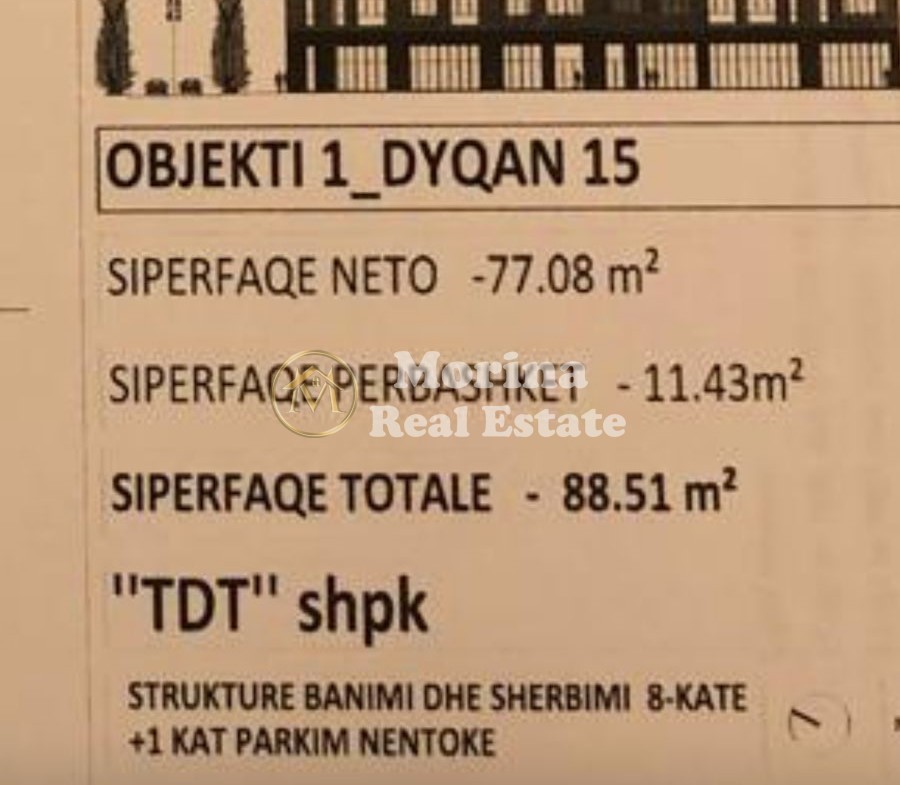 OBJEKTI 1_DYQAN 15
SIPERFAQE NETO -77.08 m²
SIPERFAQE PERBASHKET - 11.43m²
Morina
Real Estate
SIPERFAQE TOTALE - 88.51 m²
"TDT" shpk
STRUKTURE BANIMI DHE SHERBIMI 8-KATE
+1 KAT PARKIM NENTOKE